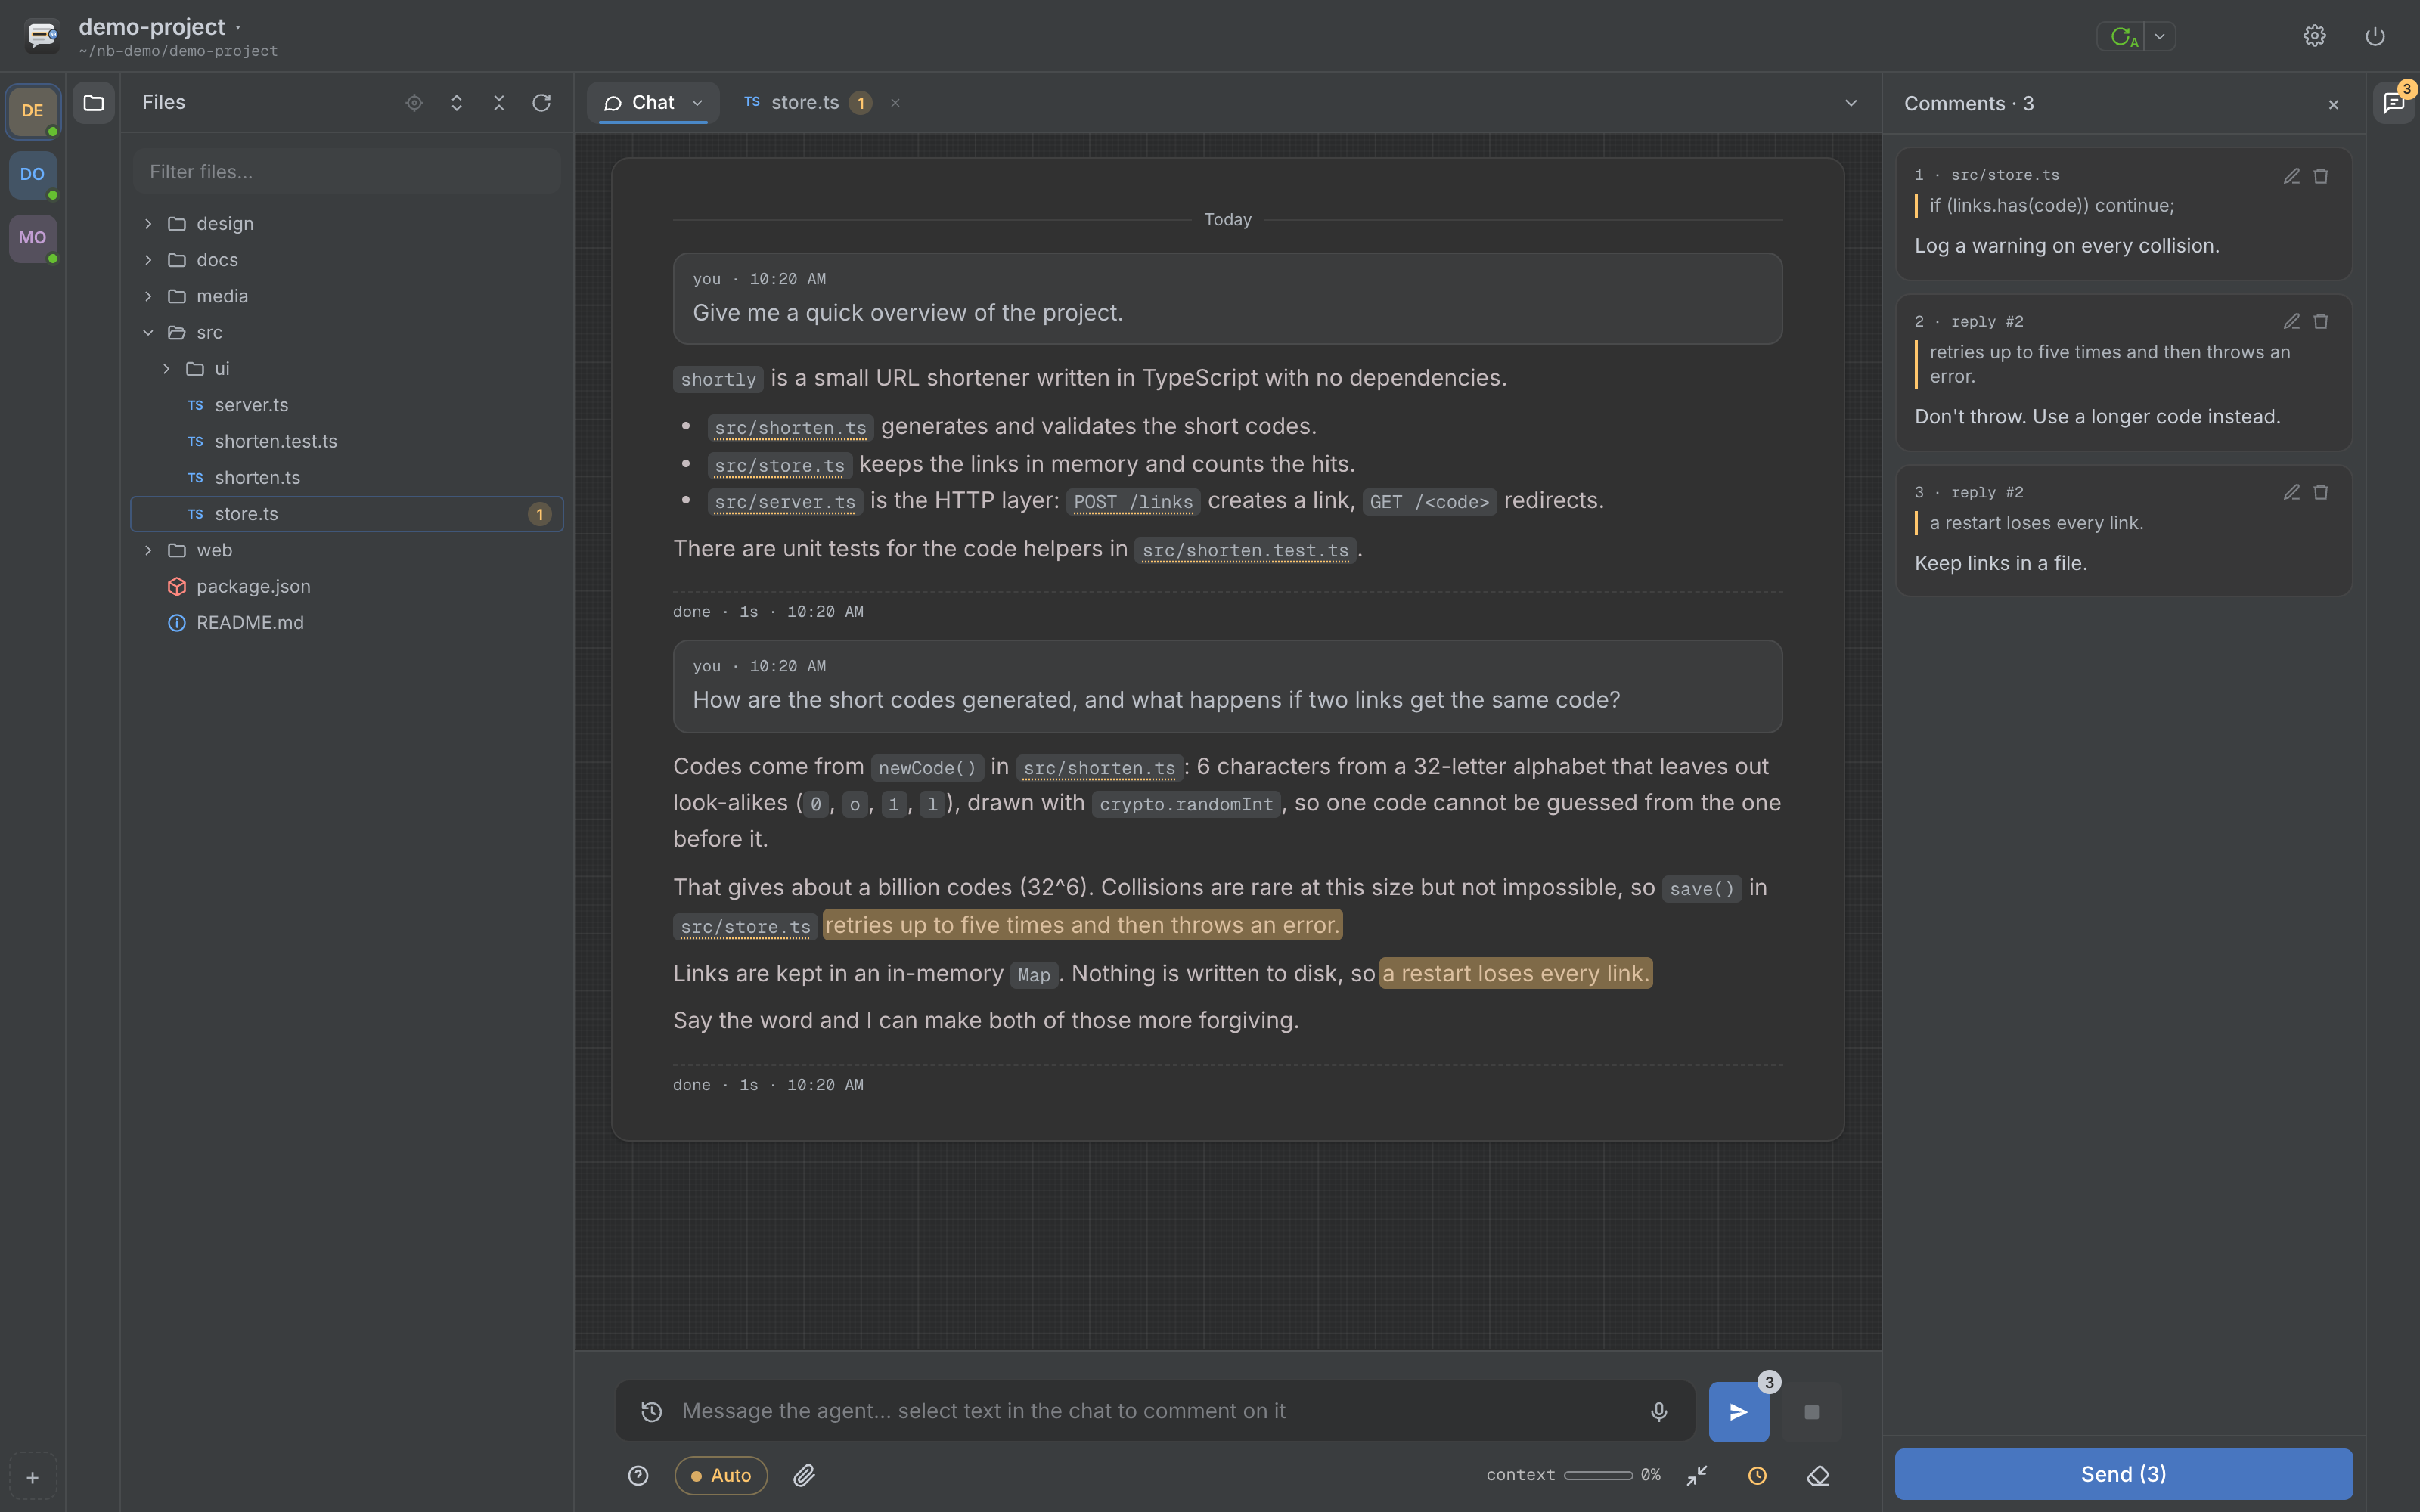 demo-project
~/nb-demo/demo-project
A
DE
DO
MO
Files
Filter files...
design
docs
media
src
ui
TS server.ts
TS shorten.test.ts
TS shorten.ts
TS store.ts 1
web
package.json
README.md
Chat
TS store.ts 1
Today
you · 10:20 AM
Give me a quick overview of the project.
shortly is a small URL shortener written in TypeScript with no dependencies.
• src/shorten.ts generates and validates the short codes.
• src/store.ts keeps the links in memory and counts the hits.
• src/server.ts is the HTTP layer: POST /links creates a link, GET /<code> redirects.
There are unit tests for the code helpers in src/shorten.test.ts.
done · 1s · 10:20 AM
you · 10:20 AM
How are the short codes generated, and what happens if two links get the same code?
Codes come from newCode() in src/shorten.ts: 6 characters from a 32-letter alphabet that leaves out
look-alikes (0, o, 1, l), drawn with crypto.randomInt, so one code cannot be guessed from the one
before it.
That gives about a billion codes (32^6). Collisions are rare at this size but not impossible, so save() in
src/store.ts retries up to five times and then throws an error.
Links are kept in an in-memory Map. Nothing is written to disk, so a restart loses every link.
Say the word and I can make both of those more forgiving.
done · 1s · 10:20 AM
Message the agent... select text in the chat to comment on it
3
Auto
context 0%
Comments · 3
3
1 · src/store.ts
if (links.has(code)) continue;
Log a warning on every collision.
2 · reply #2
retries up to five times and then throws an
error.
Don't throw. Use a longer code instead.
3 · reply #2
a restart loses every link.
Keep links in a file.
Send (3)